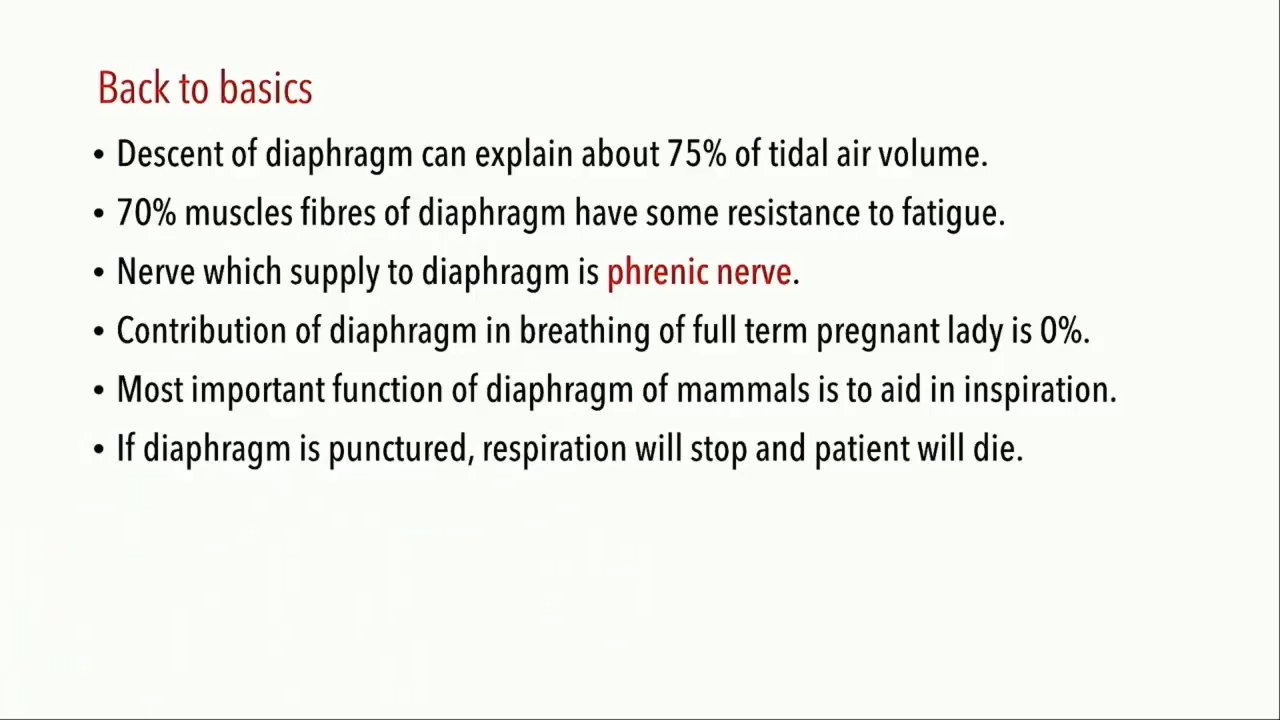 Back to basics
• Descent of diaphragm can explain about 75% of tidal air volume.
• 70% muscles fibres of diaphragm have some resistance to fatigue.
• Nerve which supply to diaphragm is phrenic nerve.
• Contribution of diaphragm in breathing of full term pregnant lady is 0%.
• Most important function of diaphragm of mammals is to aid in inspiration.
• If diaphragm is punctured, respiration will stop and patient will die.